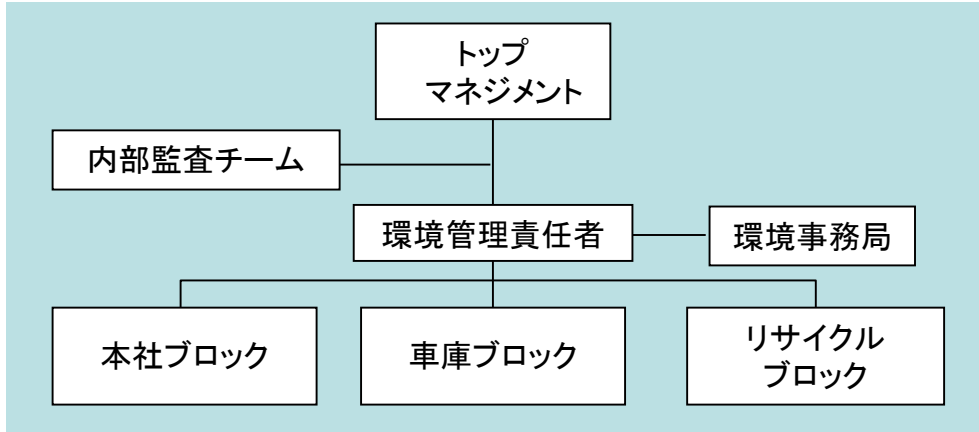 トップ
マネジメント
内部監査チーム
環境管理責任者
環境事務局
本社ブロック
車庫ブロック
リサイクル
ブロック